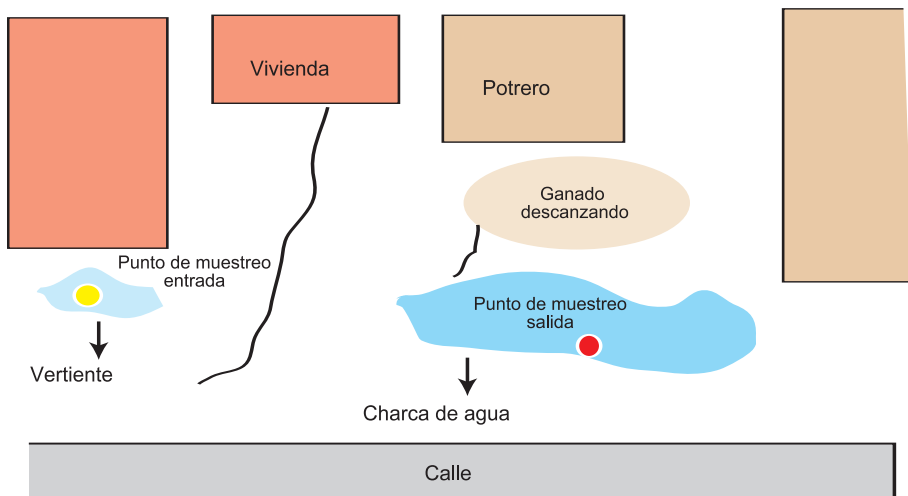 Vivienda
Potrero
Ganado
descanzando
Punto de muestreo
entrada
Punto de muestreo
salida
Vertiente
Charca de agua
Calle